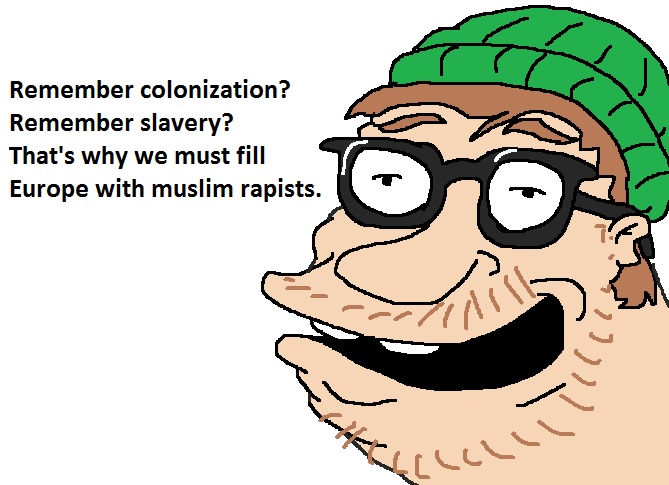 Remember colonization?
Remember slavery?
That's why we must fill
Europe with muslim rapists.